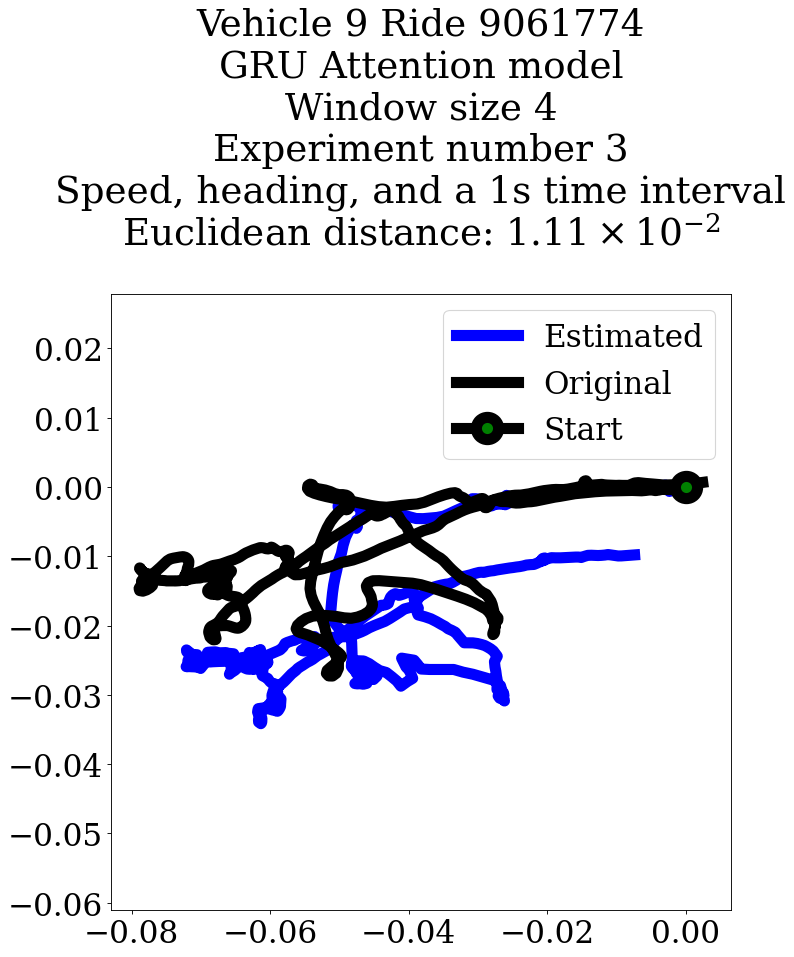 Vehicle 9 Ride 9061774
GRU Attention model
Window size 4
Experiment number 3
Speed, heading, and a 1s time interval
Euclidean distance: 1.11 × 10⁻²
Estimated
Original
Start
0.02
0.01
0.00
−0.01
−0.02
−0.03
−0.04
−0.05
−0.06
−0.08
−0.06
−0.04
−0.02
0.00